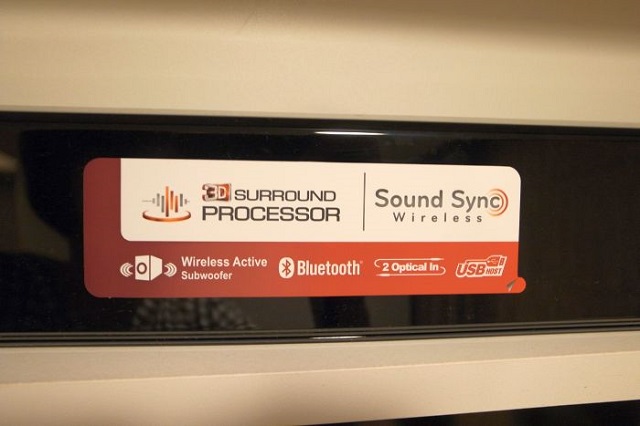 3D SURROUND
PROCESSOR
Sound Sync
Wireless
Wireless Active
Subwoofer
Bluetooth
2 Optical In
USB
HOST